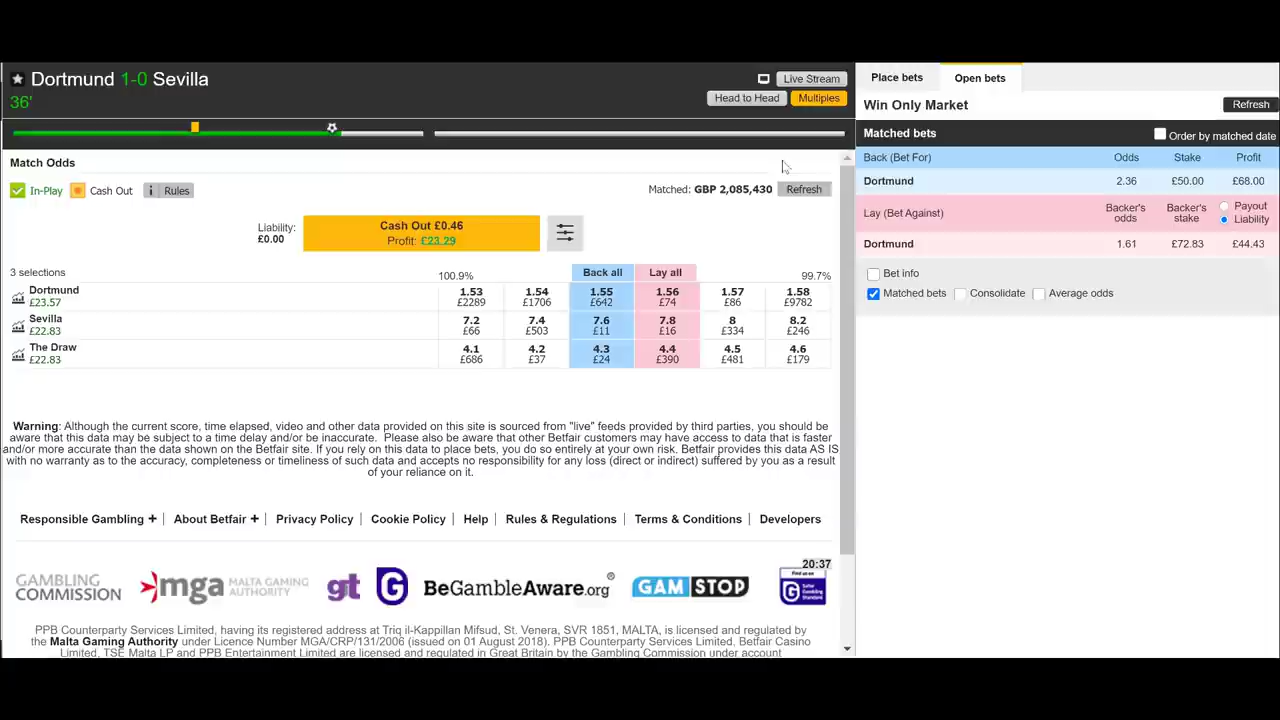 Dortmund 1-0 Sevilla
36'
Live Stream
Head to Head
Multiples
Match Odds
In-Play
Cash Out
i Rules
Matched: GBP 2,085,430
Refresh
Liability:
£0.00
Cash Out £0.46
Profit: £23.29
3 selections
100.9%
Back all
Lay all
99.7%
Dortmund
£23.57
1.53 1.54 1.55 1.56 1.57 1.58
£2289 £1706 £642 £74 £86 £9782
Sevilla
£22.83
7.2 7.4 7.6 7.8 8 8.2
£66 £503 £11 £16 £334 £246
The Draw
£22.83
4.1 4.2 4.3 4.4 4.5 4.6
£686 £37 £24 £390 £481 £179
Warning: Although the current score, time elapsed, video and other data provided on this site is sourced from "live" feeds provided by third parties, you should be
aware that this data may be subject to a time delay and/or be inaccurate. Please also be aware that other Betfair customers may have access to data that is faster
and/or more accurate than the data shown on the Betfair site. If you rely on this data to place bets, you do so entirely at your own risk. Betfair provides this data AS IS
with no warranty as to the accuracy, completeness or timeliness of such data and accepts no responsibility for any loss (direct or indirect) suffered by you as a result
of your reliance on it.
Responsible Gambling + | About Betfair + | Privacy Policy | Cookie Policy | Help | Rules & Regulations | Terms & Conditions | Developers
20:37
GAMBLING
COMMISSION
mga MALTA GAMING
AUTHORITY
gt
G
BeGambleAware.org®
GAMSTOP
G
PPB Counterparty Services Limited, having its registered address at Triq il-Kappillan Mifsud, St. Venera, SVR 1851, MALTA, is licensed and regulated by
the Malta Gaming Authority under Licence Number MGA/CRP/131/2006 (issued on 01 August 2018). PPB Counterparty Services Limited, Betfair Casino
Limited, TSE Malta LP and PPB Entertainment Limited are licensed and regulated in Great Britain by the Gambling Commission under account
Place bets
Open bets
Win Only Market
Refresh
Matched bets
Order by matched date
Back (Bet For) Odds Stake Profit
Dortmund 2.36 £50.00 £68.00
Lay (Bet Against)
Backer's
odds
Backer's
stake
Payout
Liability
Dortmund 1.61 £72.83 £44.43
Bet info
Matched bets
Consolidate
Average odds